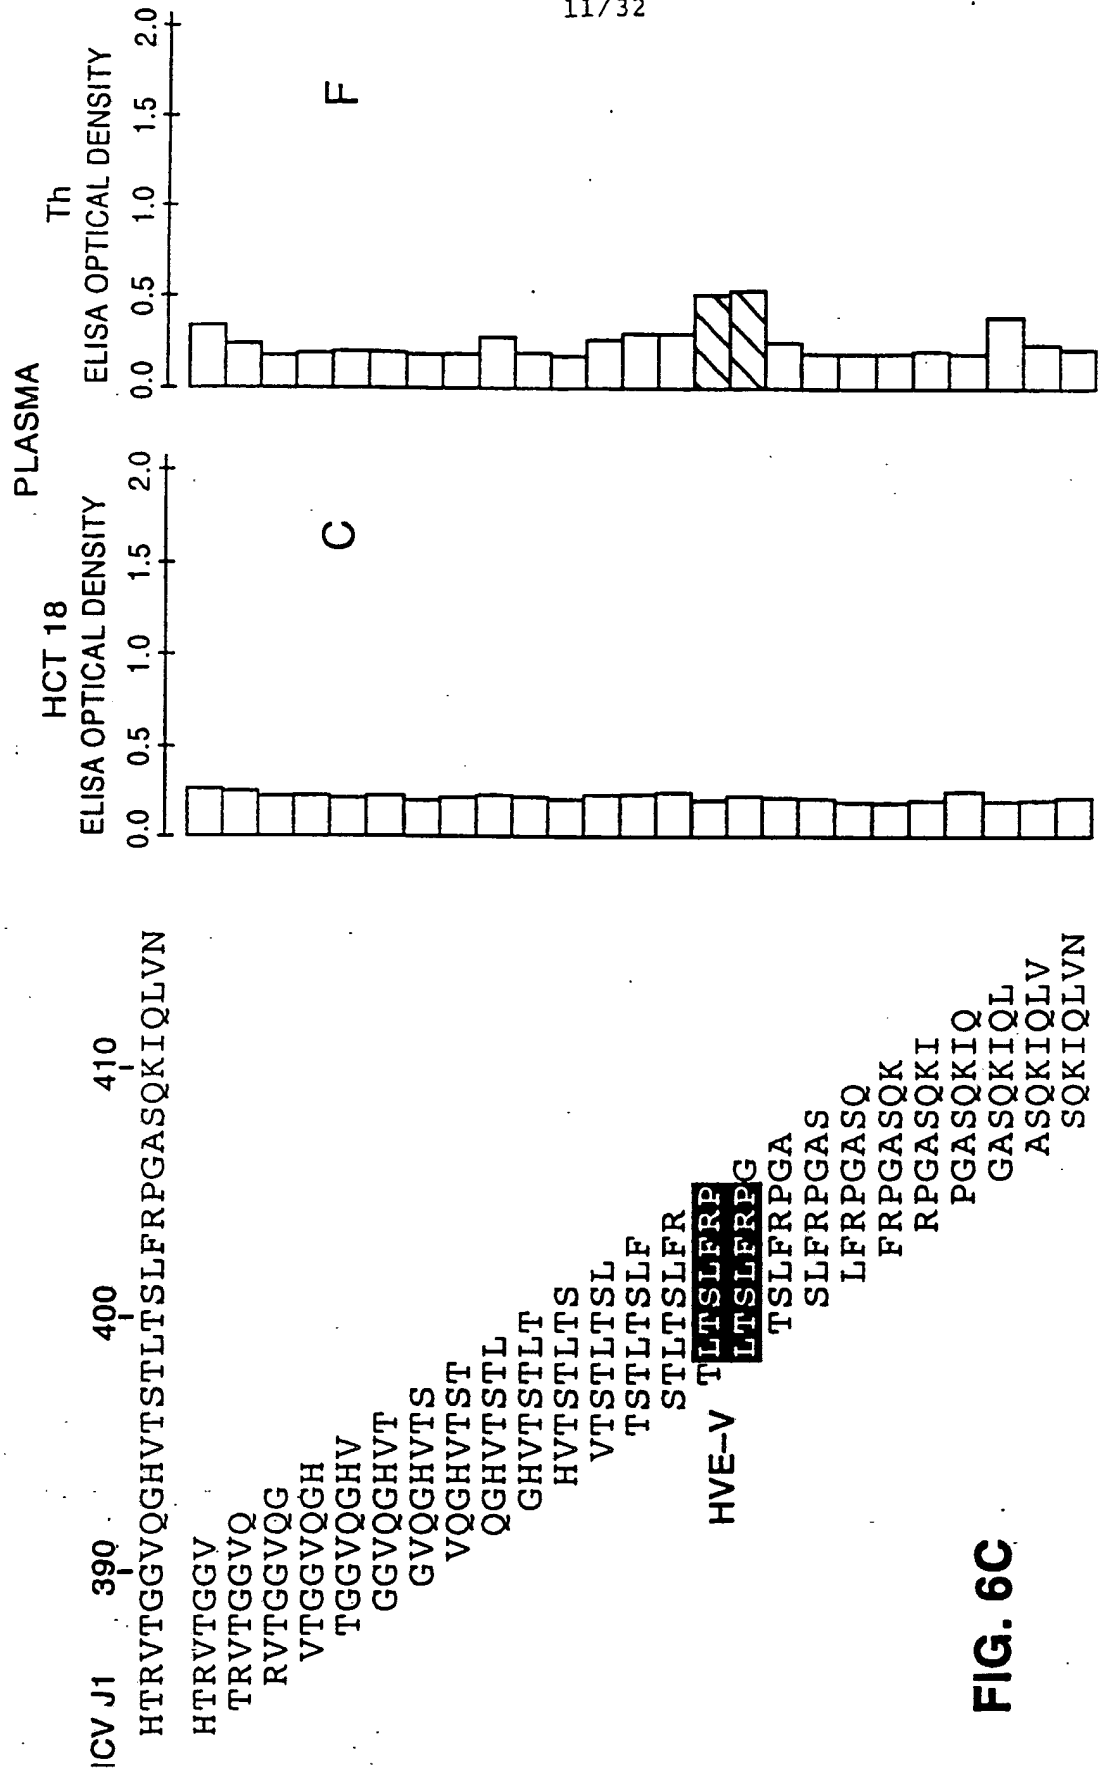 11/32
PLASMA
HCT 18
ELISA OPTICAL DENSITY
0.0 0.5 1.0 1.5 2.0
C
Th
ELISA OPTICAL DENSITY
0.0 0.5 1.0 1.5 2.0
F
ICV J1
390 400 410
HTRVTGGVQGHVTSTLTSLFRPGASQKIQLVN
HTRVTGGV
TRVTGGVQ
RVTGGVQG
VTGGVQGH
TGGVQGHV
GGVQGHVT
GVQGHVTS
VQGHVTST
QGHVTSTL
GHVTSTLT
HVTSTLTS
VTSTLTSL
TSTLTSLF
STLTSLFR
HVE–V TLTSLFRP
LTSLFRPG
TSLFRPGA
SLFRPGAS
LFRPGASQ
FRPGASQK
RPGASQKI
PGASQKIQ
GASQKIQL
ASQKIQLV
SQKIQLVN
FIG. 6C